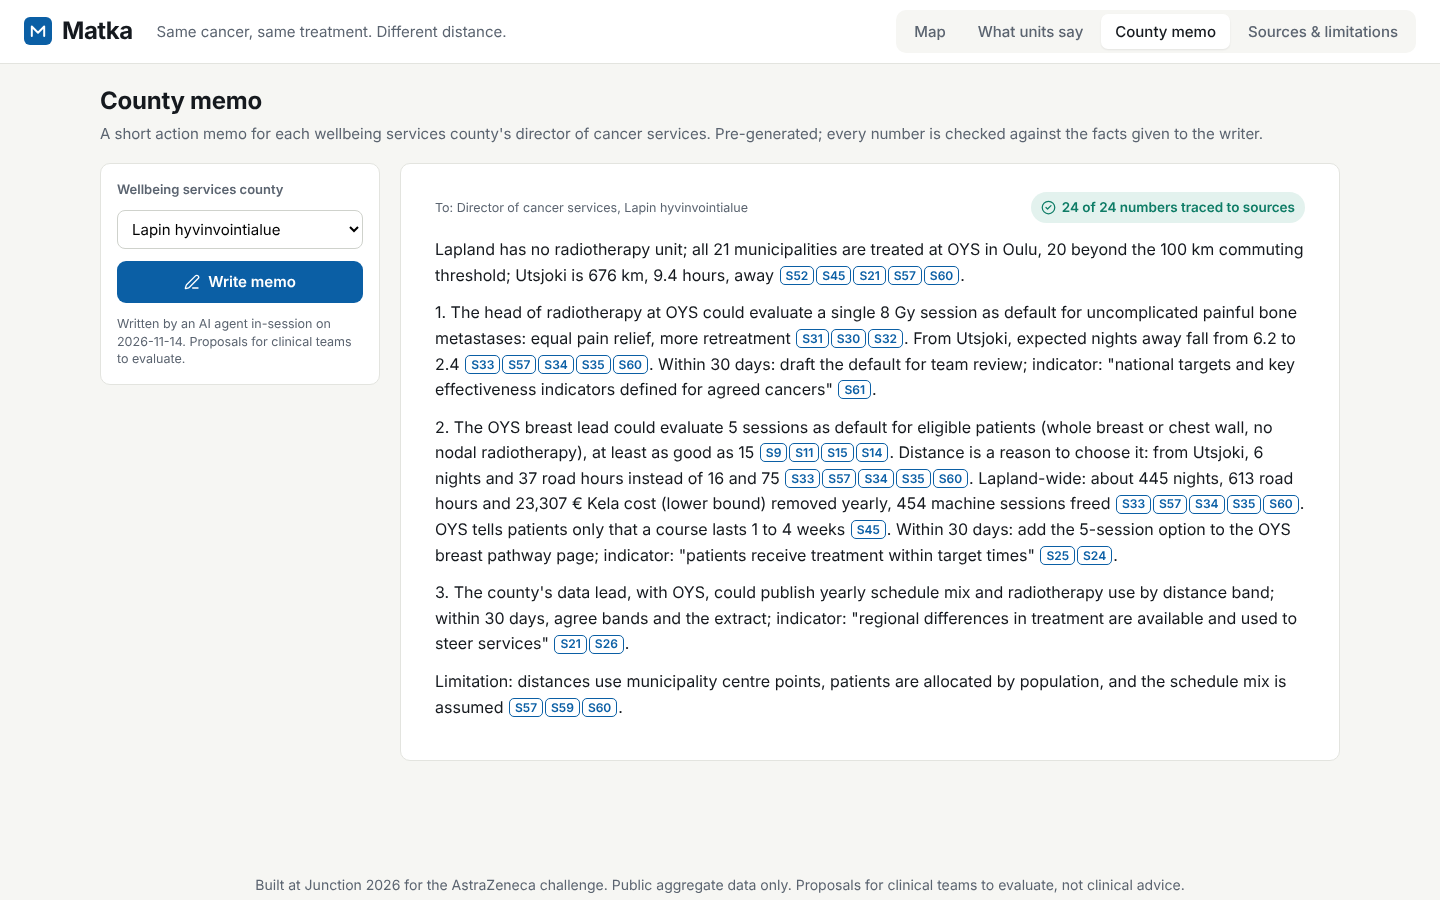 Matka
Same cancer, same treatment. Different distance.
Map
What units say
County memo
Sources & limitations
County memo
A short action memo for each wellbeing services county's director of cancer services. Pre-generated; every number is checked against the facts given to the writer.
Wellbeing services county
Lapin hyvinvointialue
Write memo
Written by an AI agent in-session on
2026-11-14. Proposals for clinical teams
to evaluate.
To: Director of cancer services, Lapin hyvinvointialue
24 of 24 numbers traced to sources
Lapland has no radiotherapy unit; all 21 municipalities are treated at OYS in Oulu, 20 beyond the 100 km commuting
threshold; Utsjoki is 676 km, 9.4 hours, away S52 S45 S21 S57 S60.
1. The head of radiotherapy at OYS could evaluate a single 8 Gy session as default for uncomplicated painful bone
metastases: equal pain relief, more retreatment S31 S30 S32. From Utsjoki, expected nights away fall from 6.2 to
2.4 S33 S57 S34 S35 S60. Within 30 days: draft the default for team review; indicator: "national targets and key
effectiveness indicators defined for agreed cancers" S61.
2. The OYS breast lead could evaluate 5 sessions as default for eligible patients (whole breast or chest wall, no
nodal radiotherapy), at least as good as 15 S9 S11 S15 S14. Distance is a reason to choose it: from Utsjoki, 6
nights and 37 road hours instead of 16 and 75 S33 S57 S34 S35 S60. Lapland-wide: about 445 nights, 613 road
hours and 23,307 € Kela cost (lower bound) removed yearly, 454 machine sessions freed S33 S57 S34 S35 S60.
OYS tells patients only that a course lasts 1 to 4 weeks S45. Within 30 days: add the 5-session option to the OYS
breast pathway page; indicator: "patients receive treatment within target times" S25 S24.
3. The county's data lead, with OYS, could publish yearly schedule mix and radiotherapy use by distance band;
within 30 days, agree bands and the extract; indicator: "regional differences in treatment are available and used to
steer services" S21 S26.
Limitation: distances use municipality centre points, patients are allocated by population, and the schedule mix is
assumed S57 S59 S60.
Built at Junction 2026 for the AstraZeneca challenge. Public aggregate data only. Proposals for clinical teams to evaluate, not clinical advice.